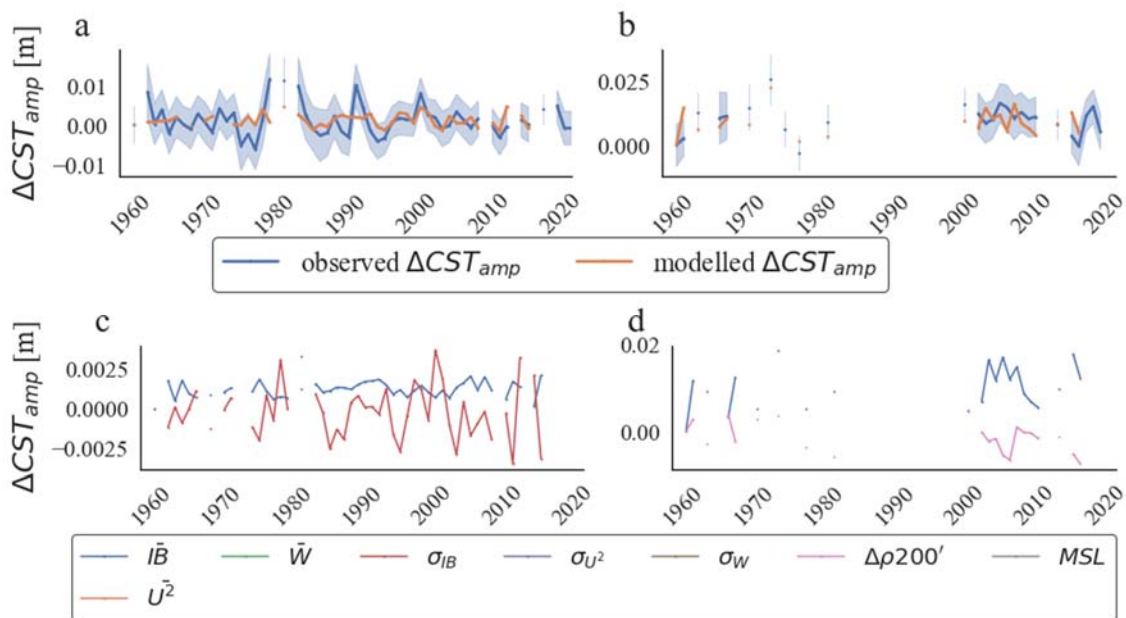 a
b
ΔCST_amp [m]
0.01
0.00
−0.01
0.025
0.000
1960 1970 1980 1990 2000 2010 2020
1960 1970 1980 1990 2000 2010 2020
observed ΔCST_amp modelled ΔCST_amp
c
d
ΔCST_amp [m]
0.0025
0.0000
−0.0025
0.02
0.00
1960 1970 1980 1990 2000 2010 2020
1960 1970 1980 1990 2000 2010 2020
IB̄ W̄ σ_IB σ_U² σ_W Δρ200′ MSL
Ū²